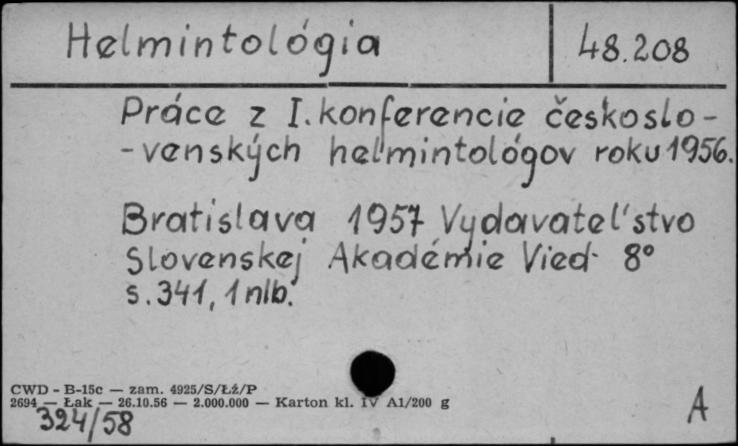 Helmintológia
48.208
Práce z I. konferencie českoslo-
-venských helmintológov roku 1956.
Bratislava 1957 Vydavateľstvo
Slovenskej Akadémie Vied 8°
s. 341, 1 nlb.
CWD - B-15c — zam. 4925/S/Łź/P
2694 — Łak — 26.10.56 — 2.000.000 — Karton kl. IV A1/200 g
324/58
A